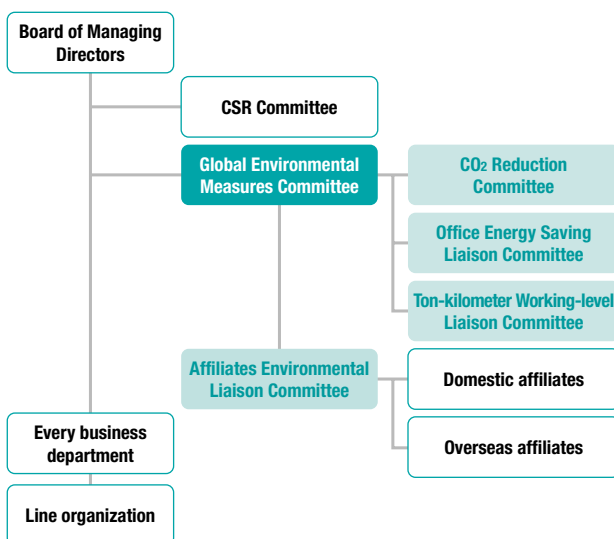 Board of Managing
Directors
CSR Committee
Global Environmental
Measures Committee
CO₂ Reduction
Committee
Office Energy Saving
Liaison Committee
Ton-kilometer Working-level
Liaison Committee
Affiliates Environmental
Liaison Committee
Domestic affiliates
Overseas affiliates
Every business
department
Line organization